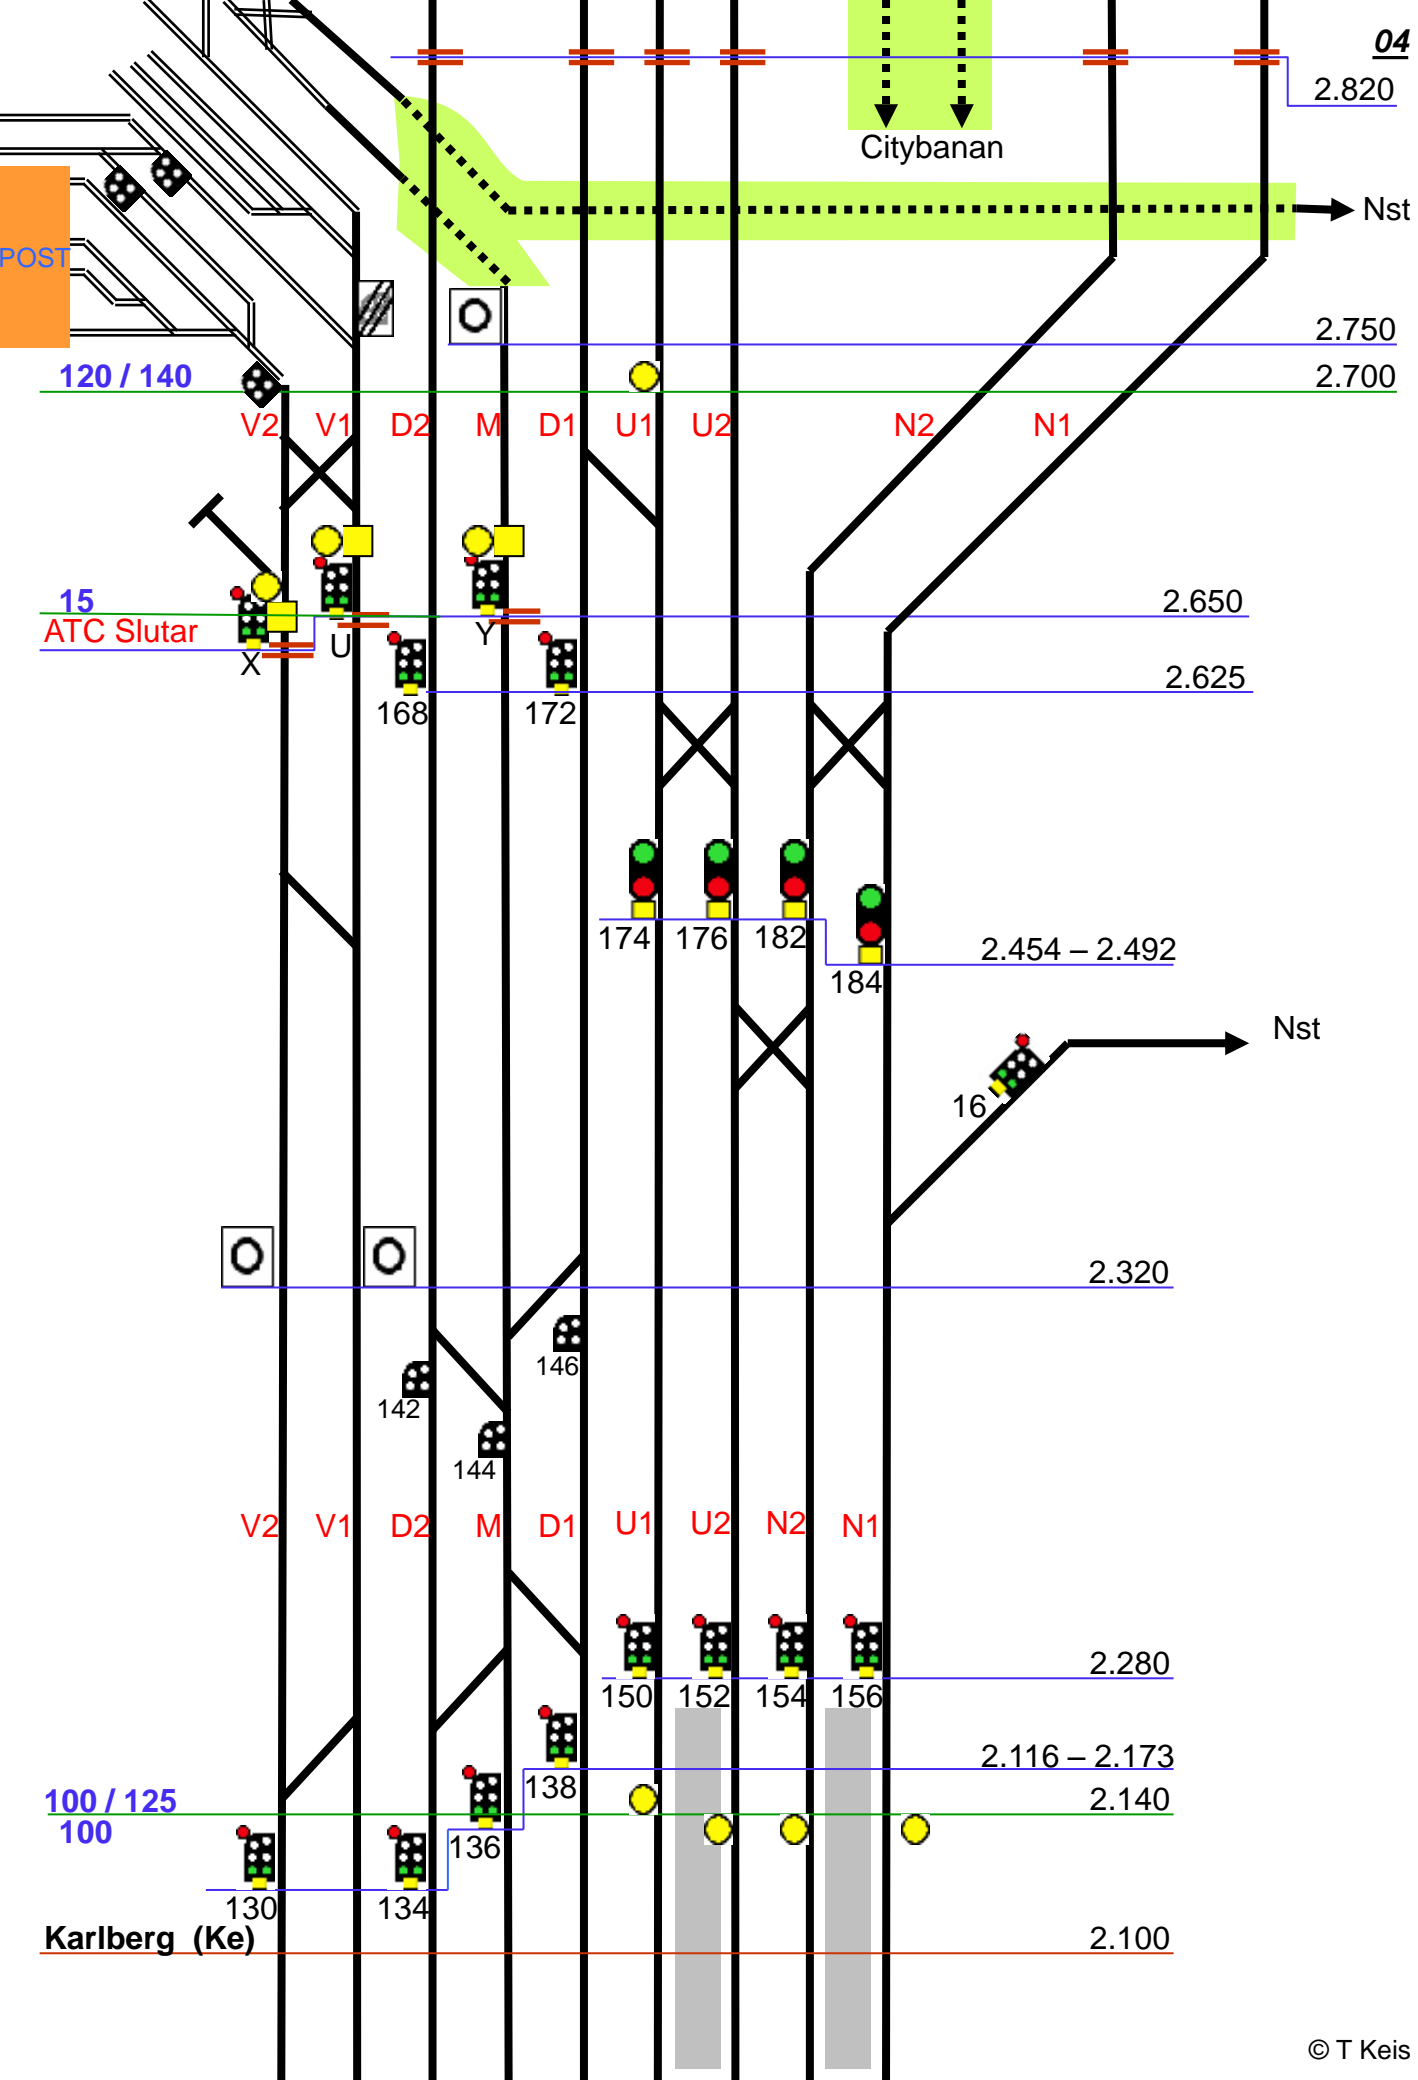 04
2.820
Citybanan
Nst
POST
2.750
120 / 140
2.700
V2 V1 D2 M D1 U1 U2 N2 N1
15
2.650
ATC Slutar
X U Y
2.625
168 172
174 176 182
2.454 – 2.492
184
Nst
16
2.320
146
142
144
V2 V1 D2 M D1 U1 U2 N2 N1
2.280
150 152 154 156
2.116 – 2.173
138
100 / 125
2.140
100
136
130 134
Karlberg (Ke)
2.100
© T Keis